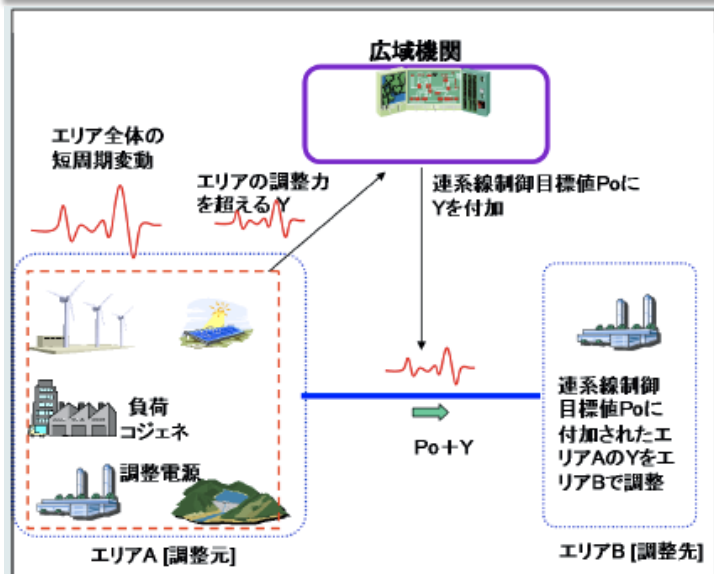 広域機関
エリア全体の
短周期変動
エリアの調整力
を超えるY
連系線制御目標値Poに
Yを付加
負荷
コジェネ
調整電源
Po+Y
連系線制御
目標値Poに
付加されたエ
リアAのYをエ
リアBで調整
エリアA [調整元]
エリアB [調整先]